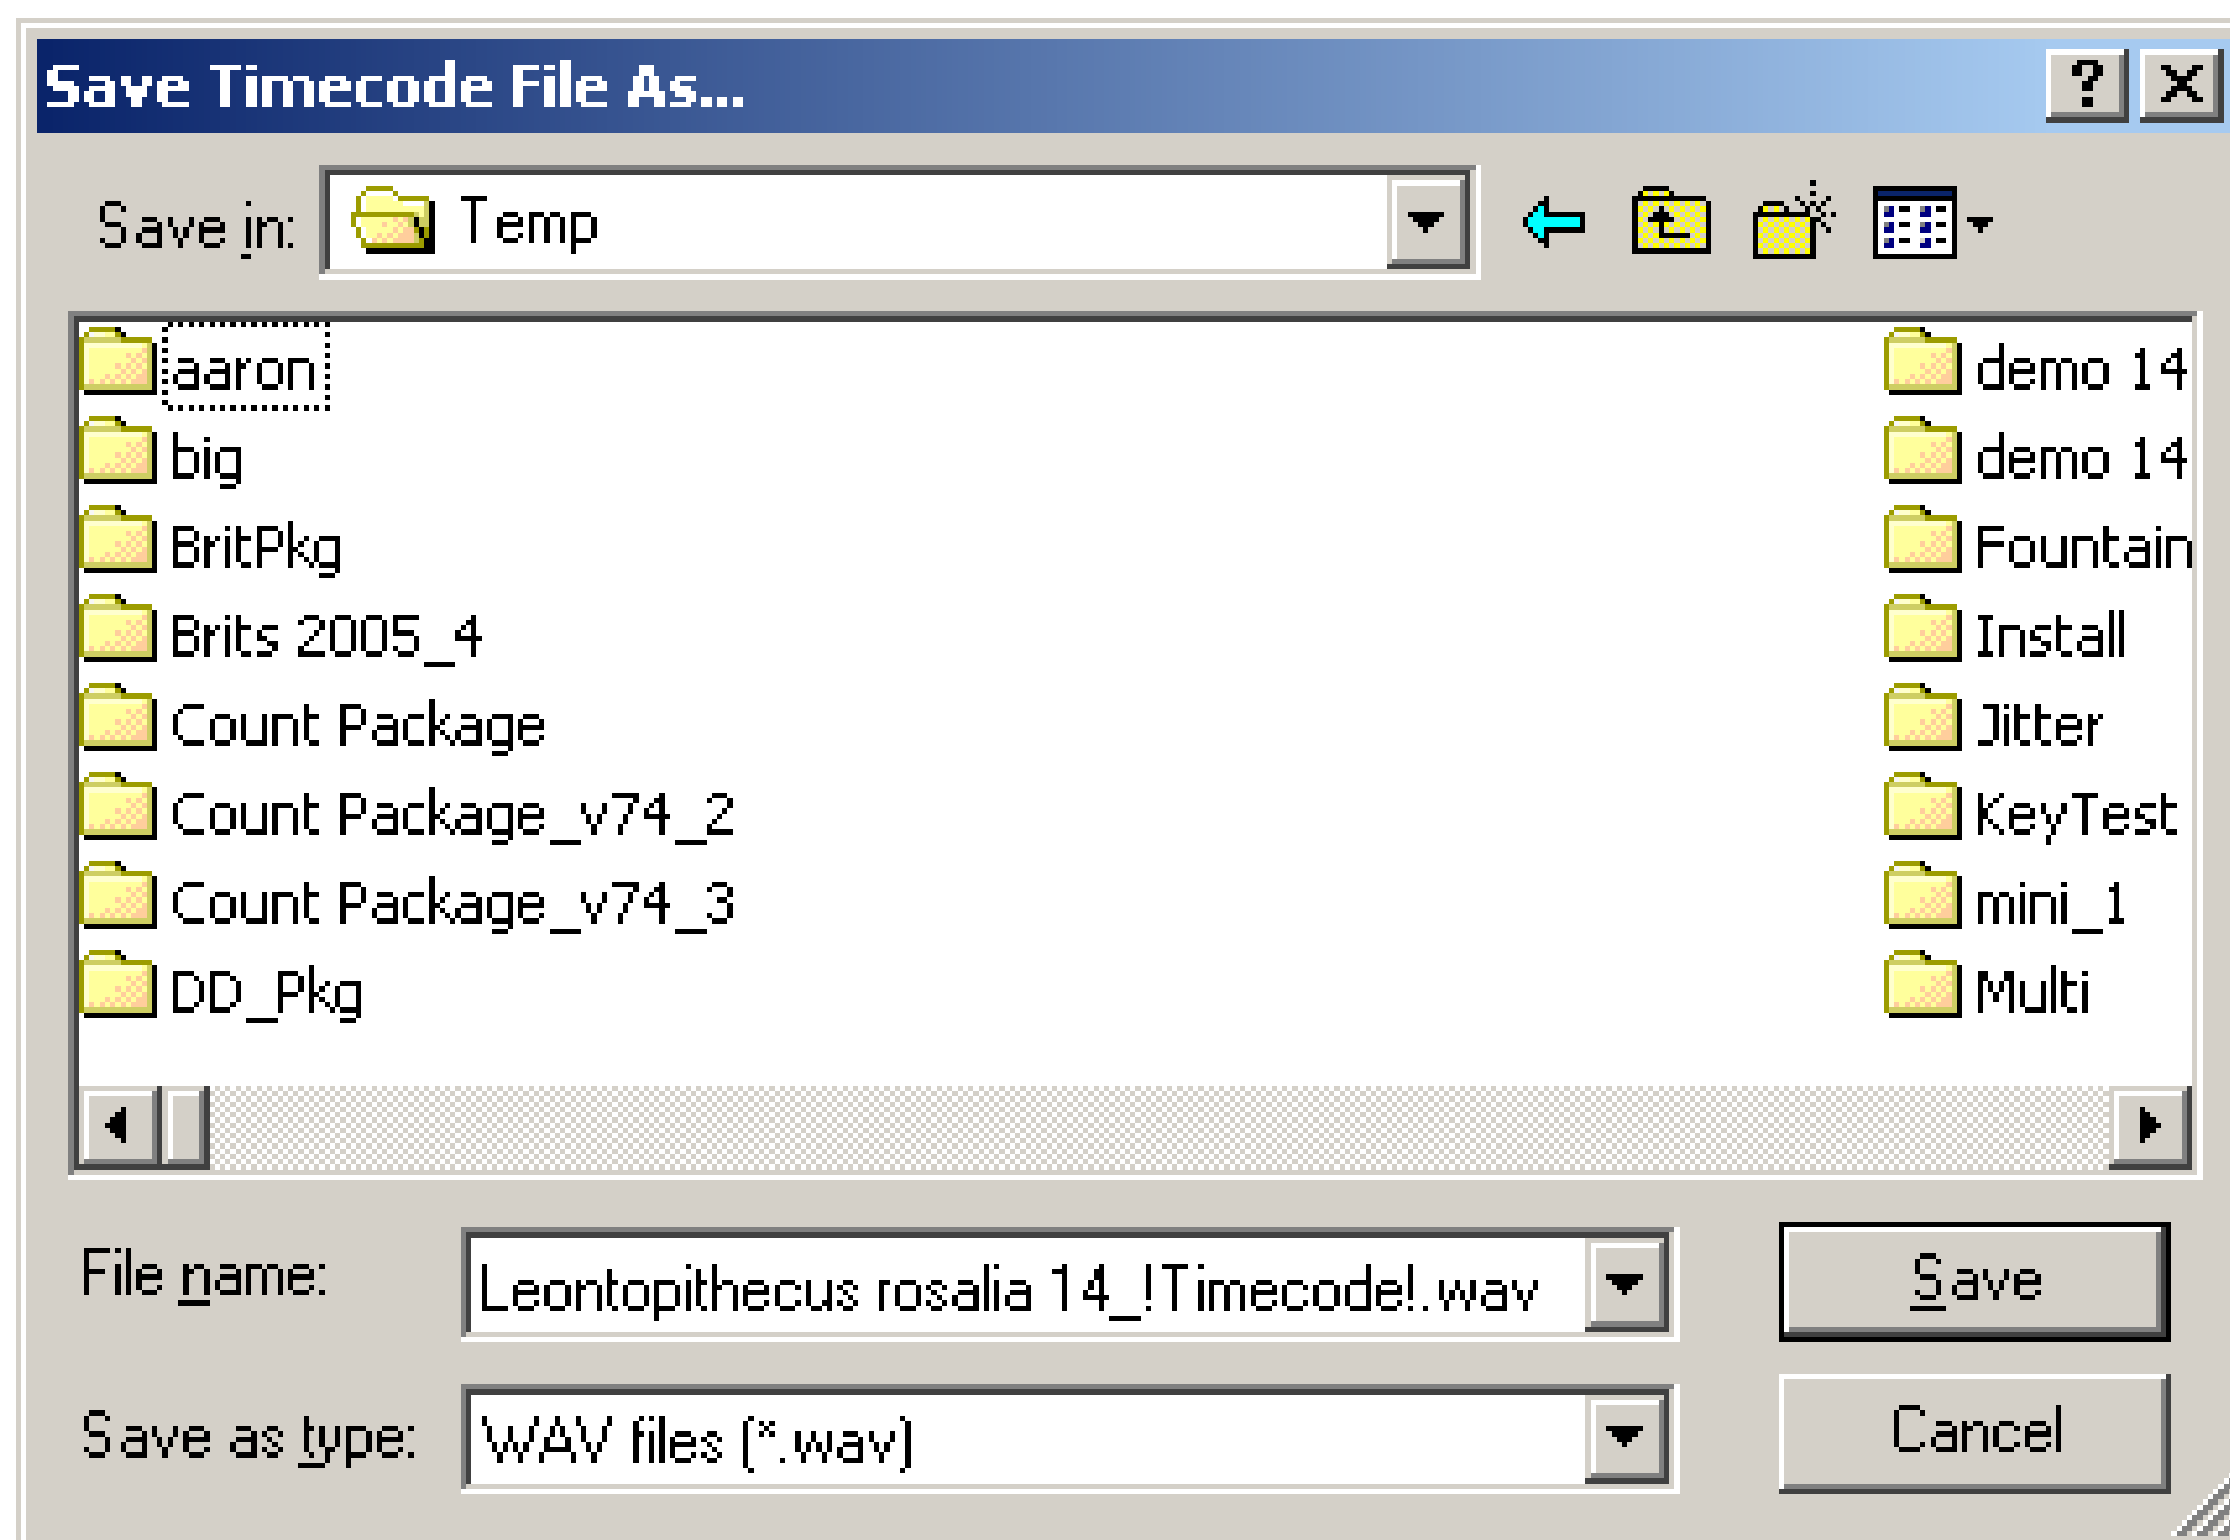 Save Timecode File As...
Save in: Temp
aaron
big
BritPkg
Brits 2005_4
Count Package
Count Package_v74_2
Count Package_v74_3
DD_Pkg
demo 14
demo 14
Fountain
Install
Jitter
KeyTest
mini_1
Multi
File name: Leontopithecus rosalia 14_!Timecode!.wav
Save
Save as type: WAV files (*.wav)
Cancel